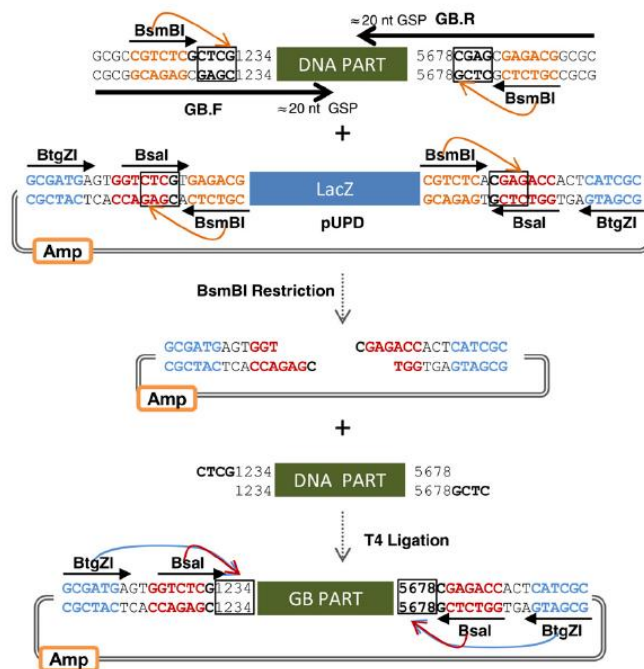 ≈20 nt GSP GB.R
BsmBI
GCGCCGTCTCGCTCG1234 5678CGAGCGAGACGGCGC
DNA PART
CGCGGCAGAGCGAGC1234 5678GCTCGCTCTGCCGCG
GB.F ≈20 nt GSP BsmBI
+
BtgZI BsaI BsmBI
GCGATGAGTGGTCTCGTGAGACG CGTCTCACGAGACCACTCATCGC
LacZ
CGCTACTCACCAGAGCACTCTGC GCAGAGTGCTCTGGTGAGTAGCG
BsmBI pUPD BsaI BtgZI
Amp
BsmBI Restriction
GCGATGAGTGGT CGAGACCACTCATCGC
CGCTACTCACCAGAGC TGGTGAGTAGCG
Amp
+
CTCG1234 5678
DNA PART
1234 5678GCTC
T4 Ligation
BtgZI BsaI
GCGATGAGTGGTCTCG1234 5678CGAGACCACTCATCGC
GB PART
CGCTACTCACCAGAGC1234 5678GCTCTGGTGAGTAGCG
BsaI BtgZI
Amp